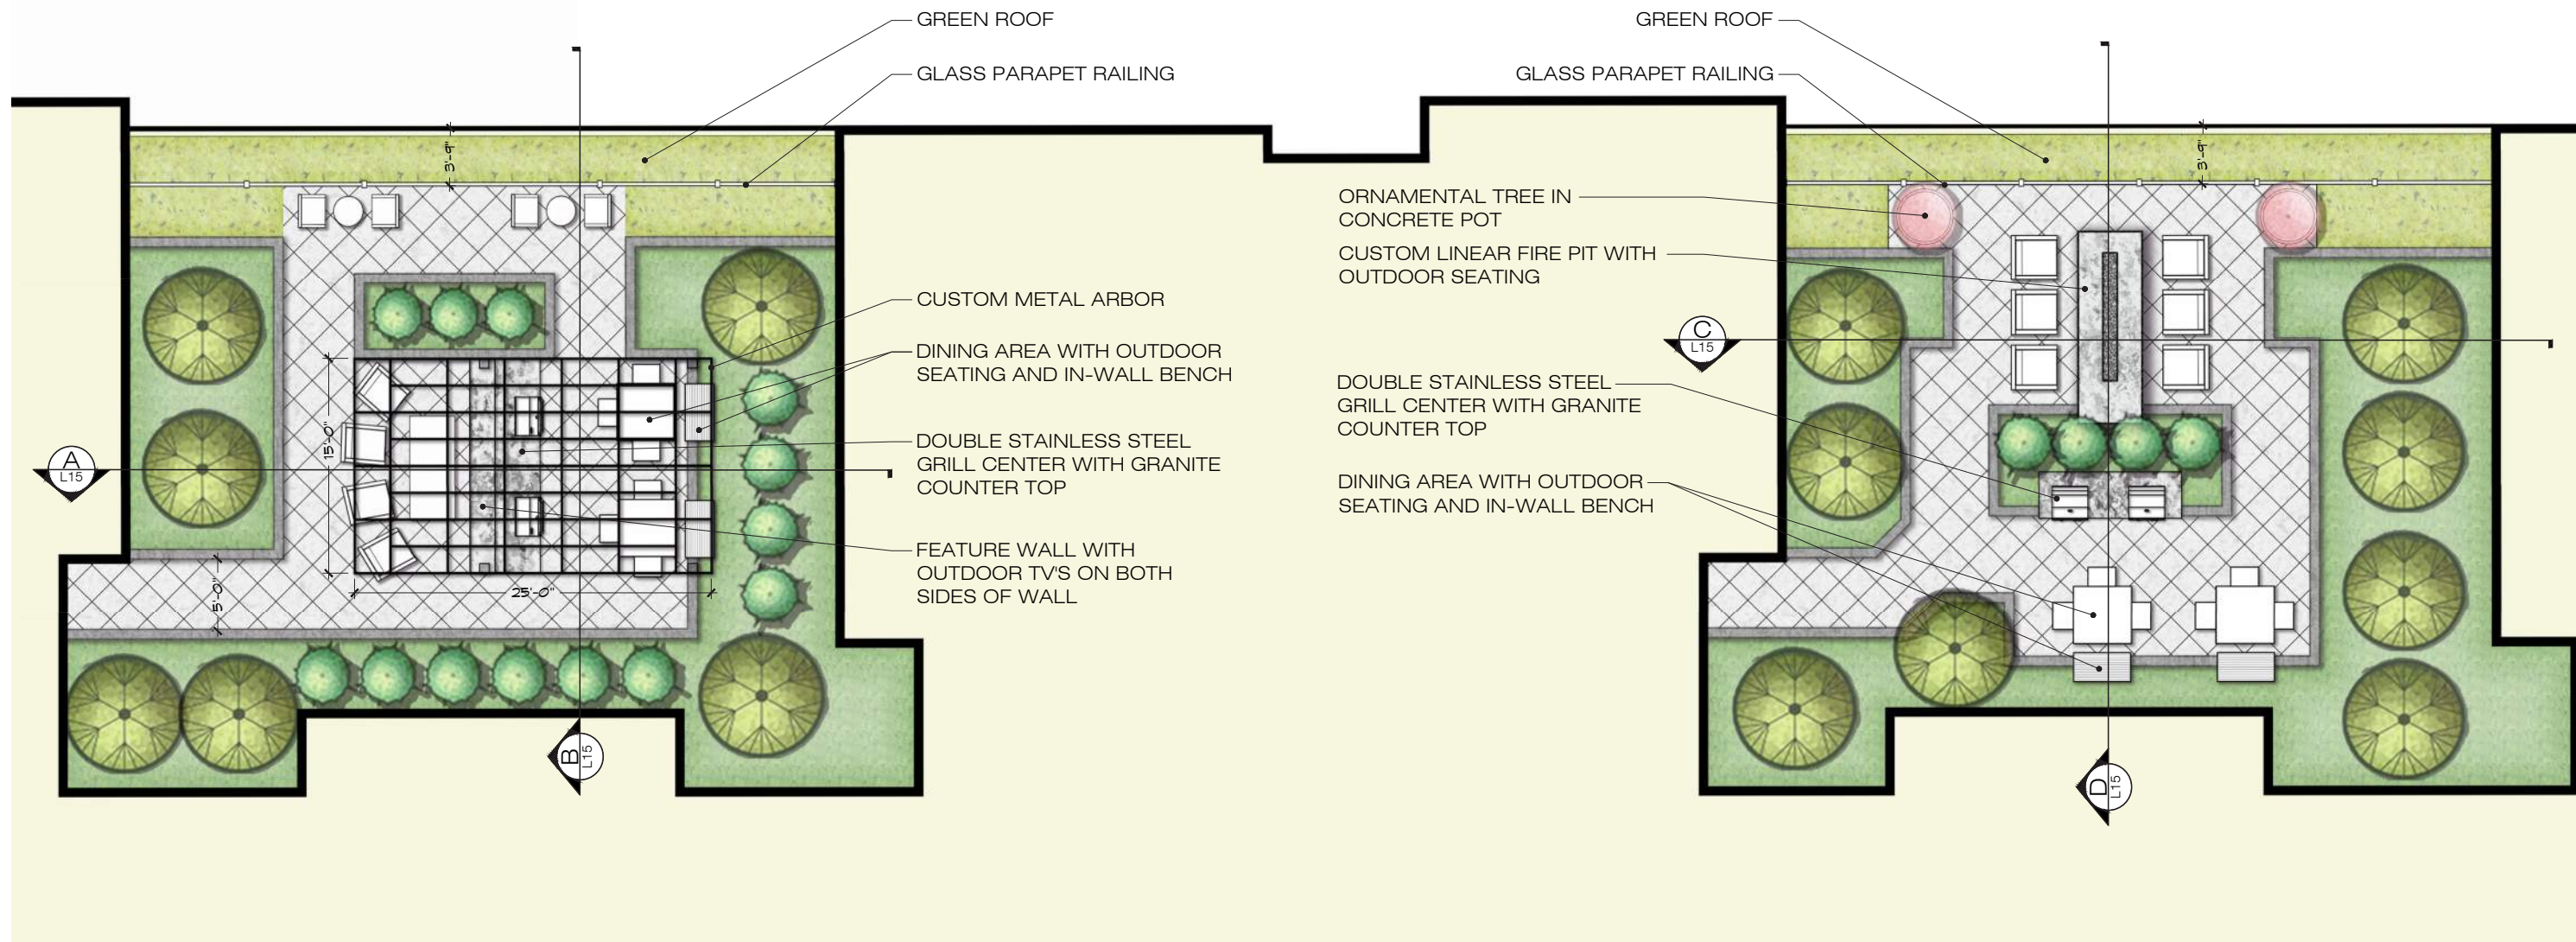 GREEN ROOF
GLASS PARAPET RAILING
3'-9"
CUSTOM METAL ARBOR
DINING AREA WITH OUTDOOR
SEATING AND IN-WALL BENCH
DOUBLE STAINLESS STEEL
GRILL CENTER WITH GRANITE
COUNTER TOP
FEATURE WALL WITH
OUTDOOR TV'S ON BOTH
SIDES OF WALL
15'-0"
25'-0"
5'-0"
A
L15
B
L15
GREEN ROOF
GLASS PARAPET RAILING
3'-9"
ORNAMENTAL TREE IN
CONCRETE POT
CUSTOM LINEAR FIRE PIT WITH
OUTDOOR SEATING
C
L15
DOUBLE STAINLESS STEEL
GRILL CENTER WITH GRANITE
COUNTER TOP
DINING AREA WITH OUTDOOR
SEATING AND IN-WALL BENCH
D
L15